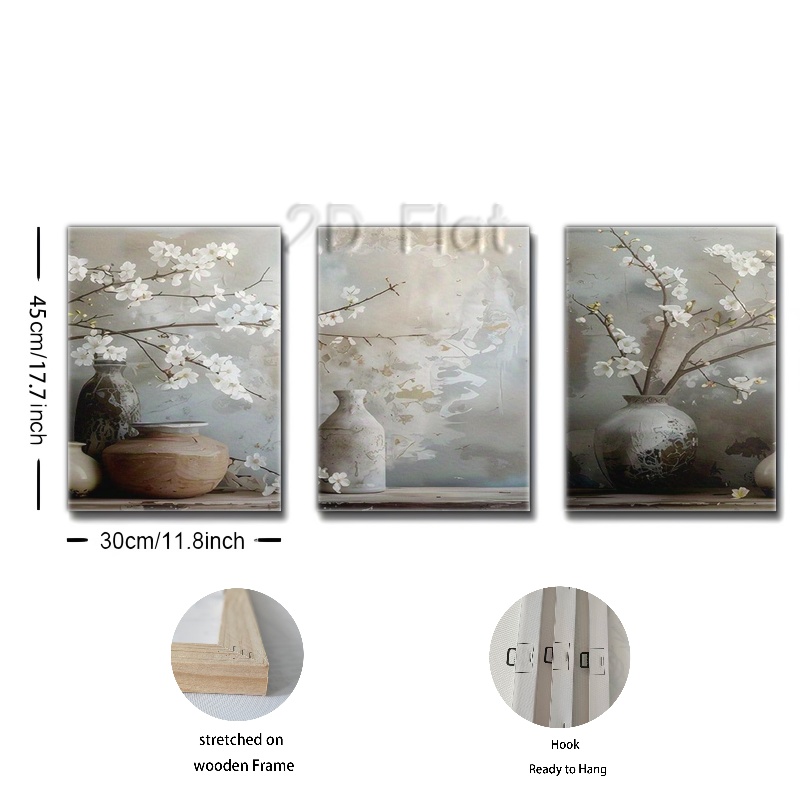 2D Flat
45cm/17.7inch
30cm/11.8inch
stretched on
wooden Frame
Hook
Ready to Hang